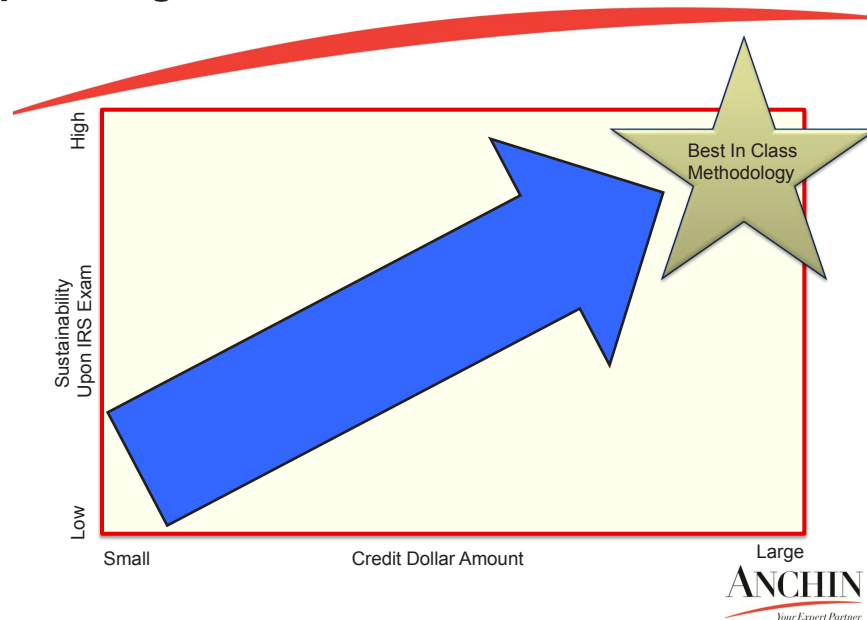 High
Best In Class
Methodology
Sustainability
Upon IRS Exam
Low
Small
Credit Dollar Amount
Large
ANCHIN
Your Expert Partner